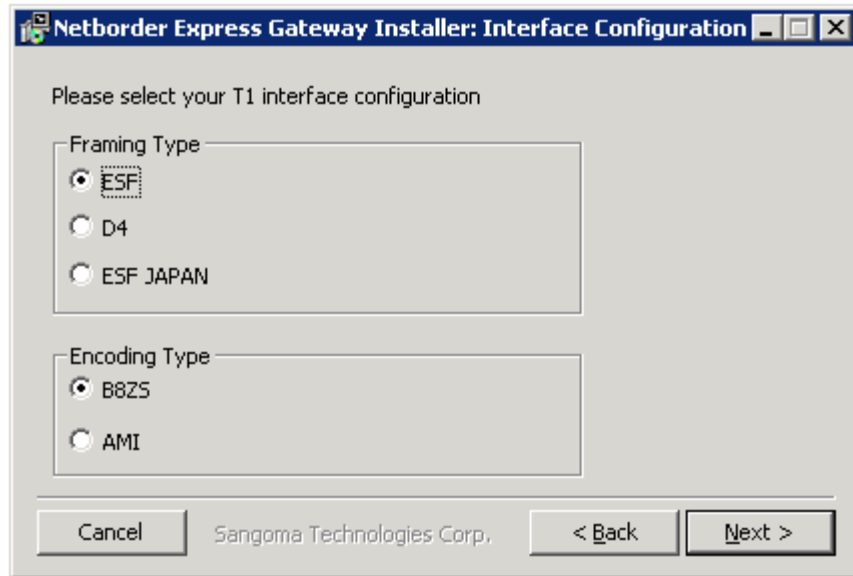 Netborder Express Gateway Installer: Interface Configuration
Please select your T1 interface configuration
Framing Type
ESF
D4
ESF JAPAN
Encoding Type
B8ZS
AMI
Cancel
Sangoma Technologies Corp.
< Back
Next >